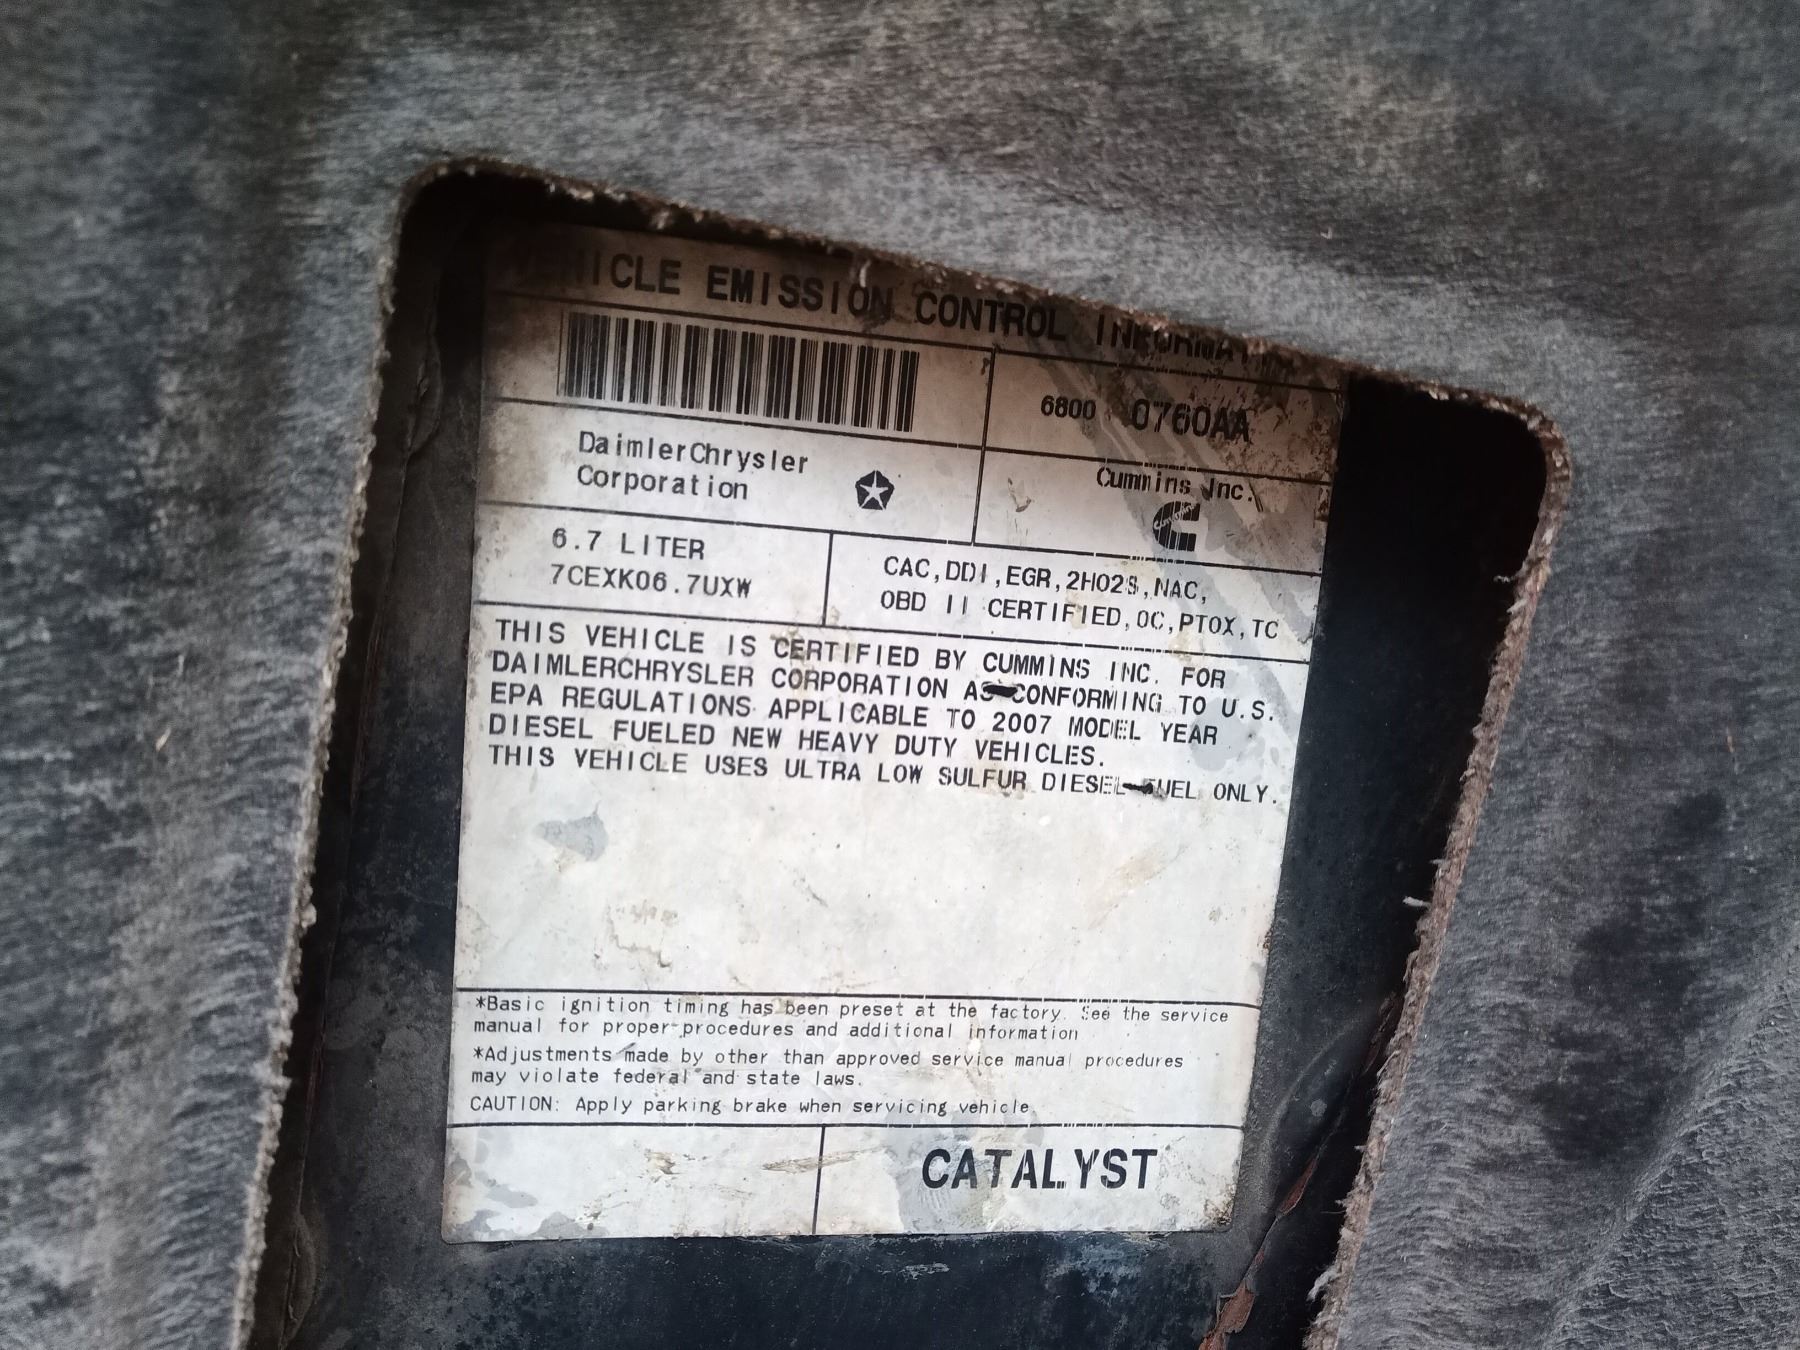 VEHICLE EMISSION CONTROL INFORMATION
68000760AA
DaimlerChrysler
Corporation
Cummins Inc.
Cummins
6.7 LITER
7CEXK06.7UXW
CAC,DDI,EGR,2HO2S,NAC,
OBD II CERTIFIED,OC,PTOX,TC
THIS VEHICLE IS CERTIFIED BY CUMMINS INC. FOR
DAIMLERCHRYSLER CORPORATION AS CONFORMING TO U.S.
EPA REGULATIONS APPLICABLE TO 2007 MODEL YEAR
DIESEL FUELED NEW HEAVY DUTY VEHICLES.
THIS VEHICLE USES ULTRA LOW SULFUR DIESEL FUEL ONLY.
*Basic ignition timing has been preset at the factory. See the service
manual for proper procedures and additional information
*Adjustments made by other than approved service manual procedures
may violate federal and state laws.
CAUTION: Apply parking brake when servicing vehicle.
CATALYST